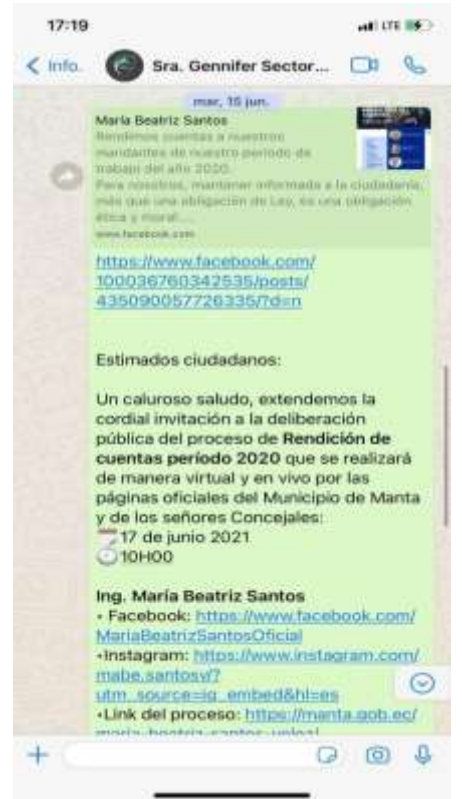 17:19
LTE
Info.
Sra. Gennifer Sector...
mar, 15 jun.
María Beatriz Santos
Rendimos cuentas a nuestros
mandantes de nuestro periodo de
trabajo del año 2020.
Para nosotros, mantener informada a la ciudadanía,
más que una obligación de Ley, es una obligación
ética y moral....
www.facebook.com
https://www.facebook.com/
100036760342535/posts/
435090057726335/?d=n
Estimados ciudadanos:
Un caluroso saludo, extendemos la
cordial invitación a la deliberación
pública del proceso de Rendición de
cuentas período 2020 que se realizará
de manera virtual y en vivo por las
páginas oficiales del Municipio de Manta
y de los señores Concejales:
17 de junio 2021
10H00
Ing. María Beatriz Santos
• Facebook: https://www.facebook.com/
MariaBeatrizSantosOficial
•Instagram: https://www.instagram.com/
mabe.santosv/?
utm_source=ig_embed&hl=es
•Link del proceso: https://manta.gob.ec/
maria-beatriz-santos-